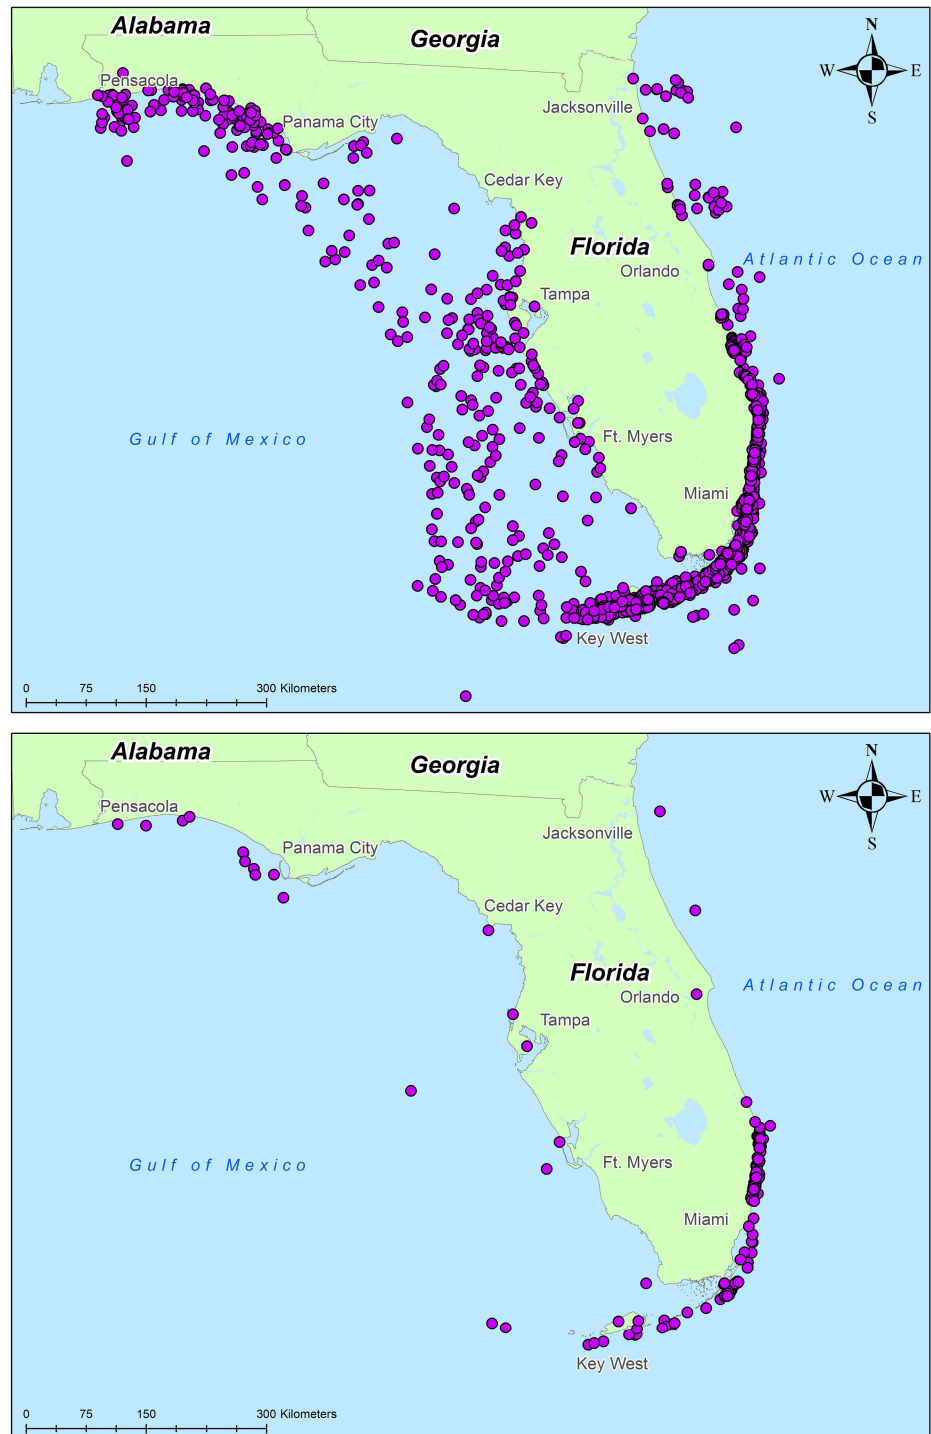 Alabama
Georgia
N
W E
S
Pensacola
Jacksonville
Panama City
Cedar Key
Florida
Atlantic Ocean
Orlando
Tampa
Gulf of Mexico
Ft. Myers
Miami
Key West
0 75 150 300 Kilometers
Alabama
Georgia
N
W E
S
Pensacola
Jacksonville
Panama City
Cedar Key
Florida
Atlantic Ocean
Orlando
Tampa
Gulf of Mexico
Ft. Myers
Miami
Key West
0 75 150 300 Kilometers